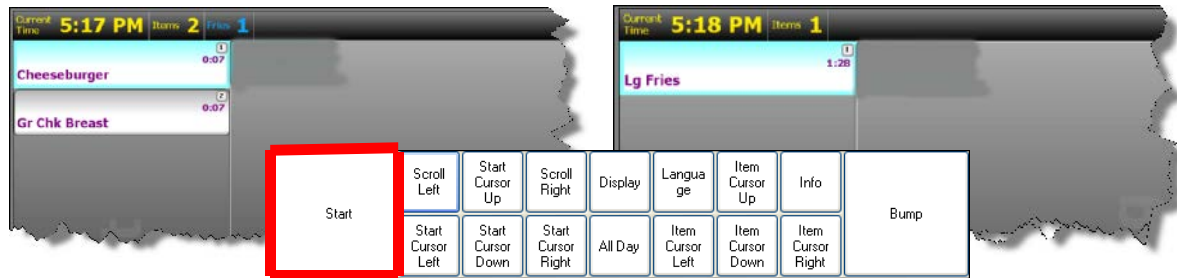 Current Time 5:17 PM Items 2 Fries 1
1
0:07
Cheeseburger
2
0:07
Gr Chk Breast
Current Time 5:18 PM Items 1
1
1:28
Lg Fries
Start
Scroll Left
Start Cursor Up
Scroll Right
Display
Langua ge
Item Cursor Up
Info
Bump
Start Cursor Left
Start Cursor Down
Start Cursor Right
All Day
Item Cursor Left
Item Cursor Down
Item Cursor Right